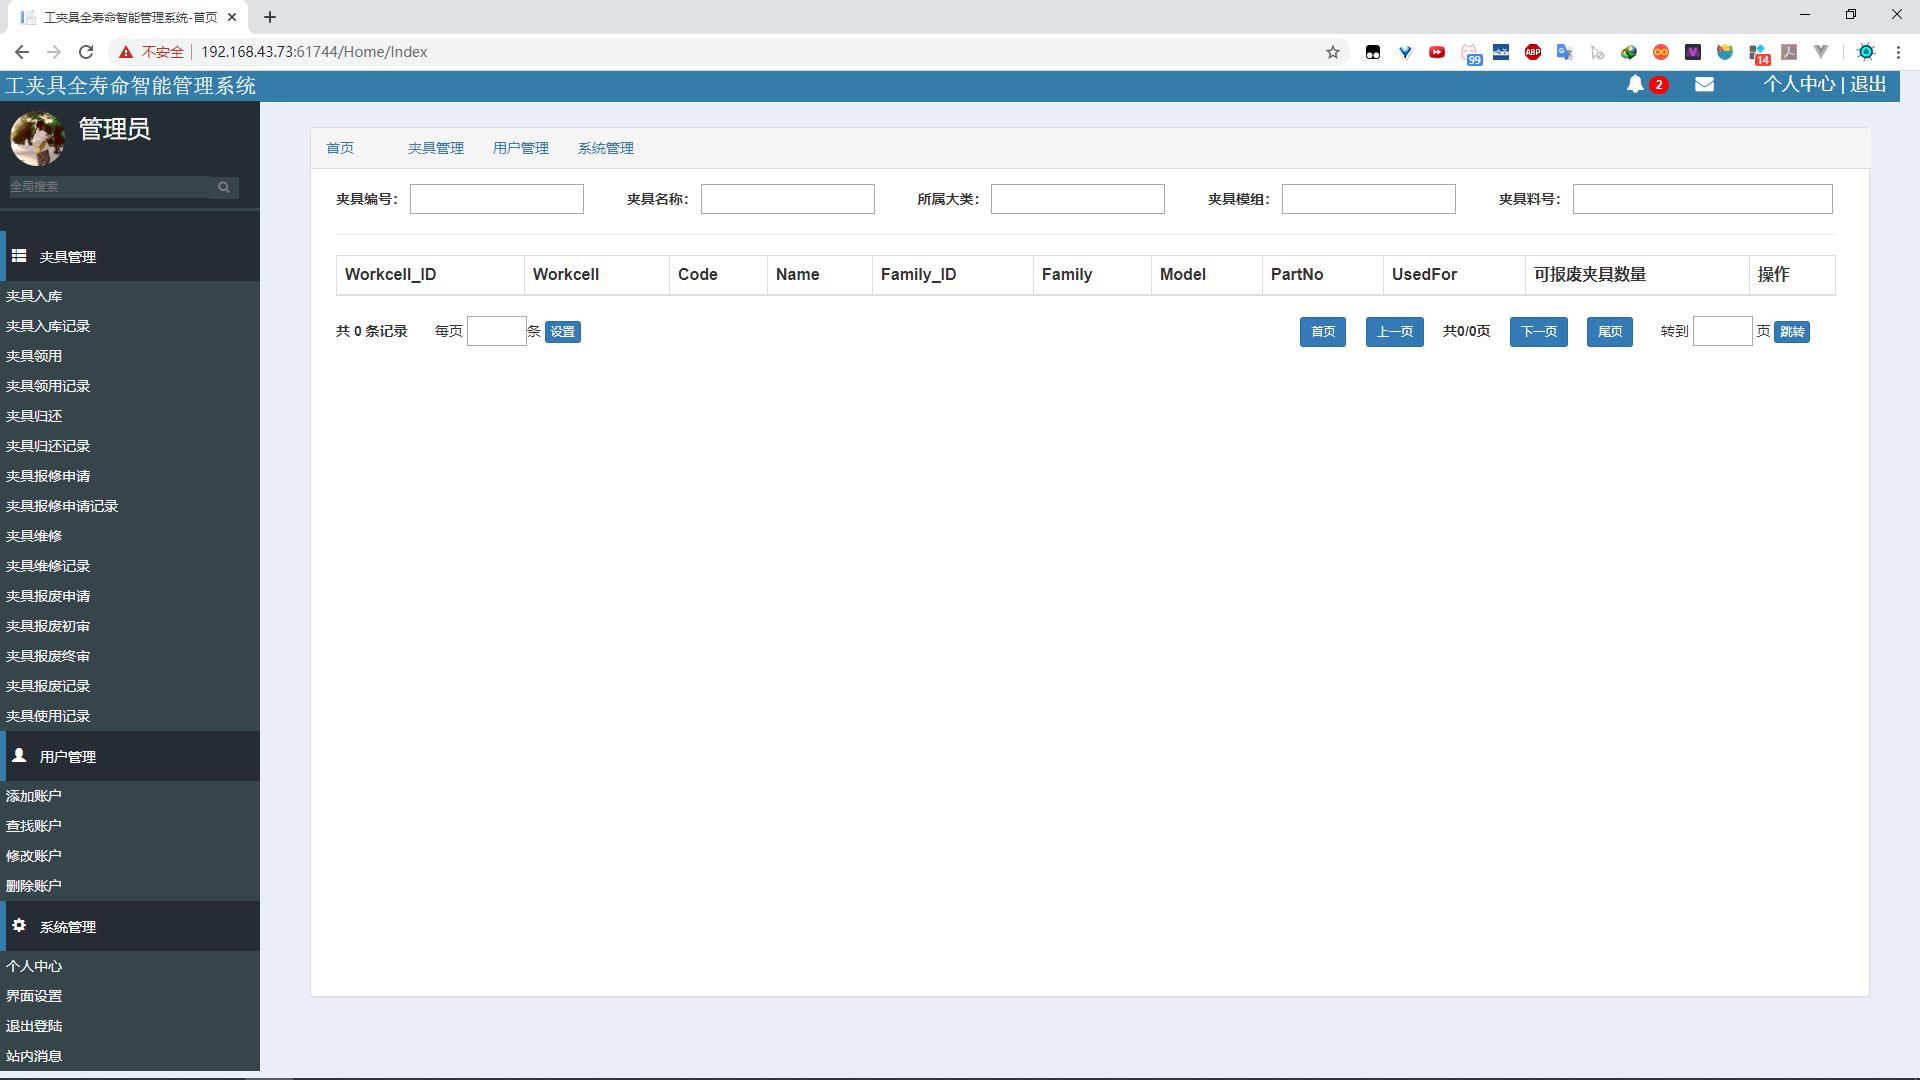 工夹具全寿命智能管理系统-首页
不安全
192.168.43.73:61744/Home/Index
99
ABP
14
工夹具全寿命智能管理系统
2
个人中心 | 退出
管理员
全局搜索
夹具管理
夹具入库
夹具入库记录
夹具领用
夹具领用记录
夹具归还
夹具归还记录
夹具报修申请
夹具报修申请记录
夹具维修
夹具维修记录
夹具报废申请
夹具报废初审
夹具报废终审
夹具报废记录
夹具使用记录
用户管理
添加账户
查找账户
修改账户
删除账户
系统管理
个人中心
界面设置
退出登陆
站内消息
首页 夹具管理 用户管理 系统管理
夹具编号： 夹具名称： 所属大类： 夹具模组： 夹具料号：
Workcell_ID Workcell Code Name Family_ID Family Model PartNo UsedFor 可报废夹具数量 操作
共 0 条记录 每页 条 设置 首页 上一页 共0/0页 下一页 尾页 转到 页 跳转